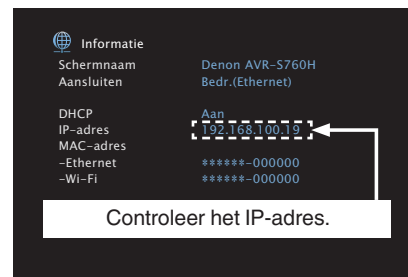 Informatie
Schermnaam Denon AVR-S760H
Aansluiten Bedr.(Ethernet)
DHCP Aan
IP-adres 192.168.100.19
MAC-adres
-Ethernet ******-000000
-Wi-Fi ******-000000
Controleer het IP-adres.